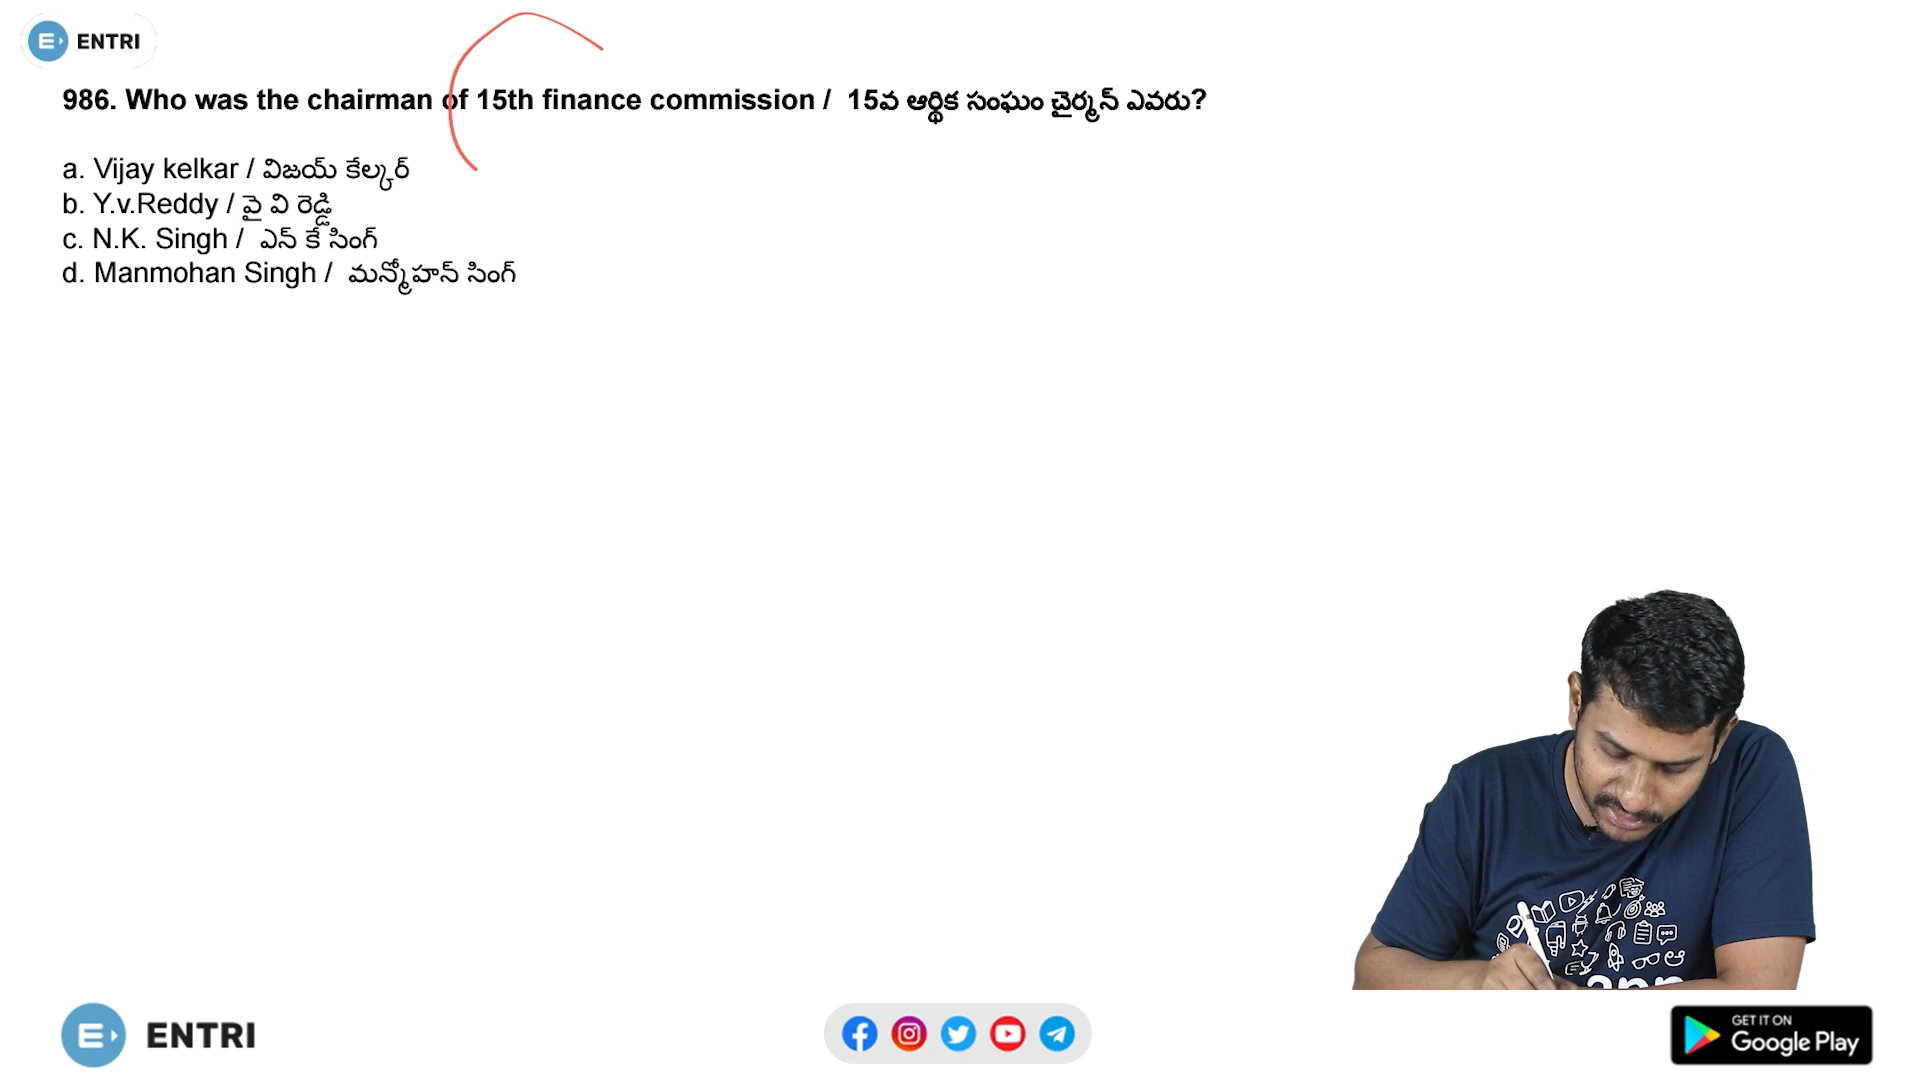 ENTRI
986. Who was the chairman of 15th finance commission / 15వ ఆర్థిక సంఘం చైర్మన్ ఎవరు?
a. Vijay kelkar / విజయ్ కేల్కర్
b. Y.v.Reddy / వై వి రెడ్డి
c. N.K. Singh / ఎన్ కే సింగ్
d. Manmohan Singh / మన్మోహన్ సింగ్
ENTRI
GET IT ON
Google Play